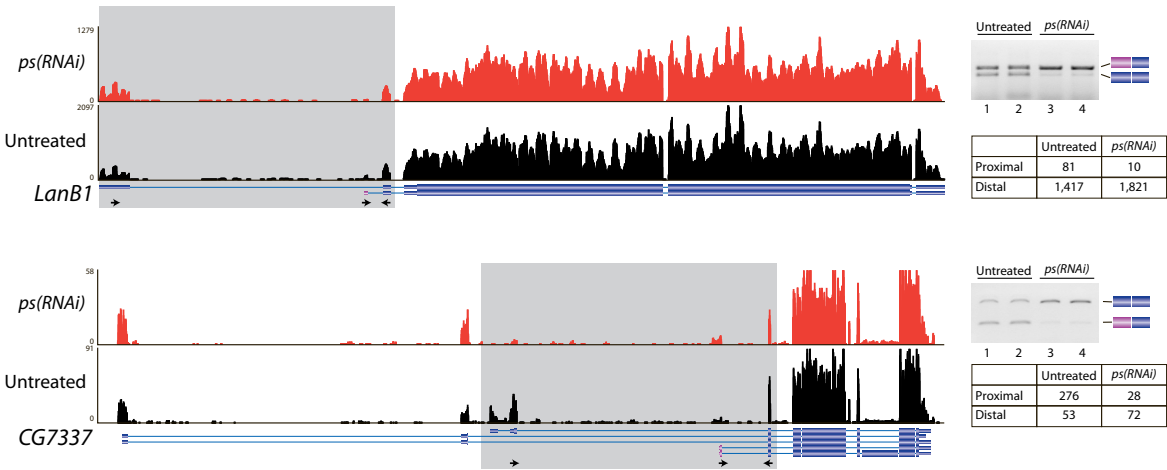 1279
ps(RNAi)
0
2097
Untreated
0
LanB1
Untreated ps(RNAi)
1 2 3 4
Untreated ps(RNAi)
Proximal 81 10
Distal 1,417 1,821
58
ps(RNAi)
0
91
Untreated
0
CG7337
Untreated ps(RNAi)
1 2 3 4
Untreated ps(RNAi)
Proximal 276 28
Distal 53 72